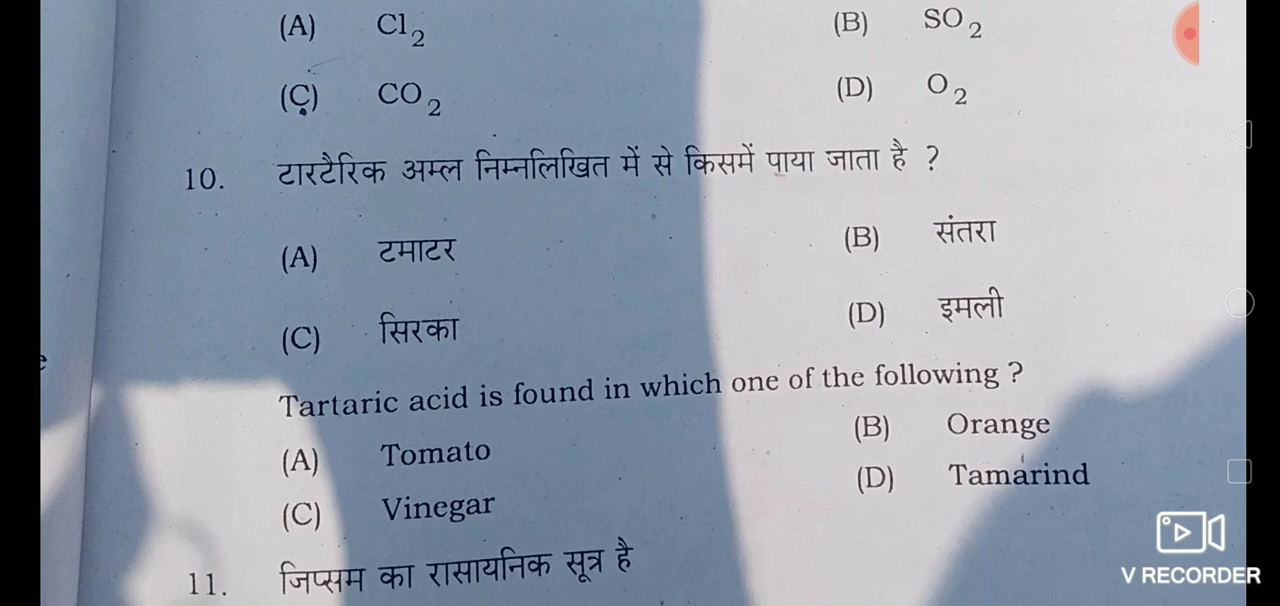 (A) Cl₂ (B) SO₂
(C) CO₂ (D) O₂
10. टारटैरिक अम्ल निम्नलिखित में से किसमें पाया जाता है ?
(A) टमाटर (B) संतरा
(C) सिरका (D) इमली
Tartaric acid is found in which one of the following ?
(A) Tomato (B) Orange
(C) Vinegar (D) Tamarind
11. जिप्सम का रासायनिक सूत्र है
V RECORDER